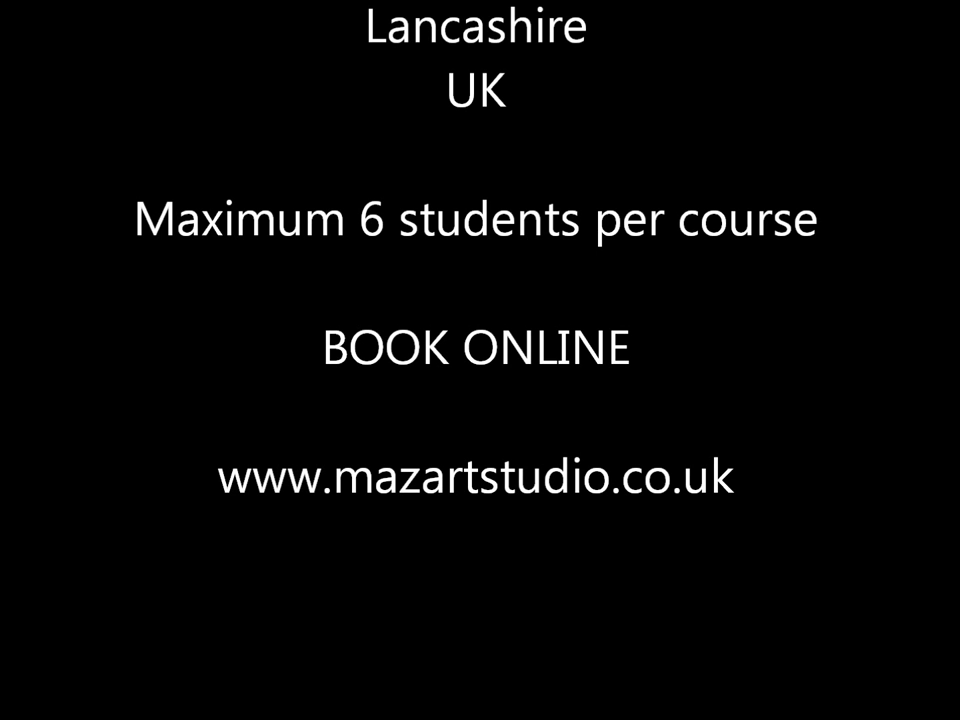 Lancashire
UK
Maximum 6 students per course
BOOK ONLINE
www.mazartstudio.co.uk